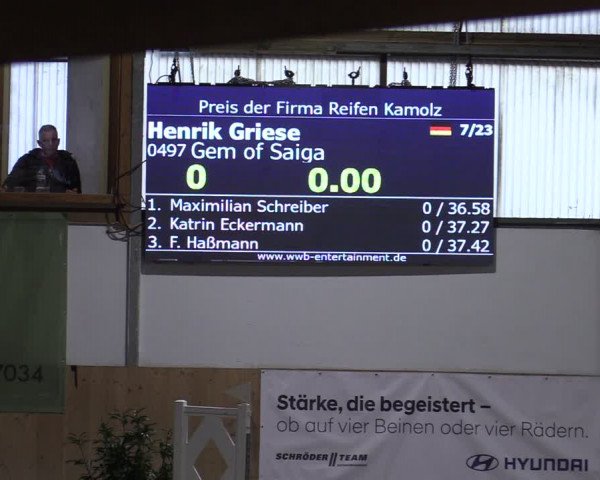 Preis der Firma Reifen Kamolz
Henrik Griese 7/23
0497 Gem of Saiga
0 0.00
1. Maximilian Schreiber 0 / 36.58
2. Katrin Eckermann 0 / 37.27
3. F. Haßmann 0 / 37.42
www.wwb-entertainment.de
7034
Stärke, die begeistert –
ob auf vier Beinen oder vier Rädern.
SCHRÖDER TEAM HYUNDAI